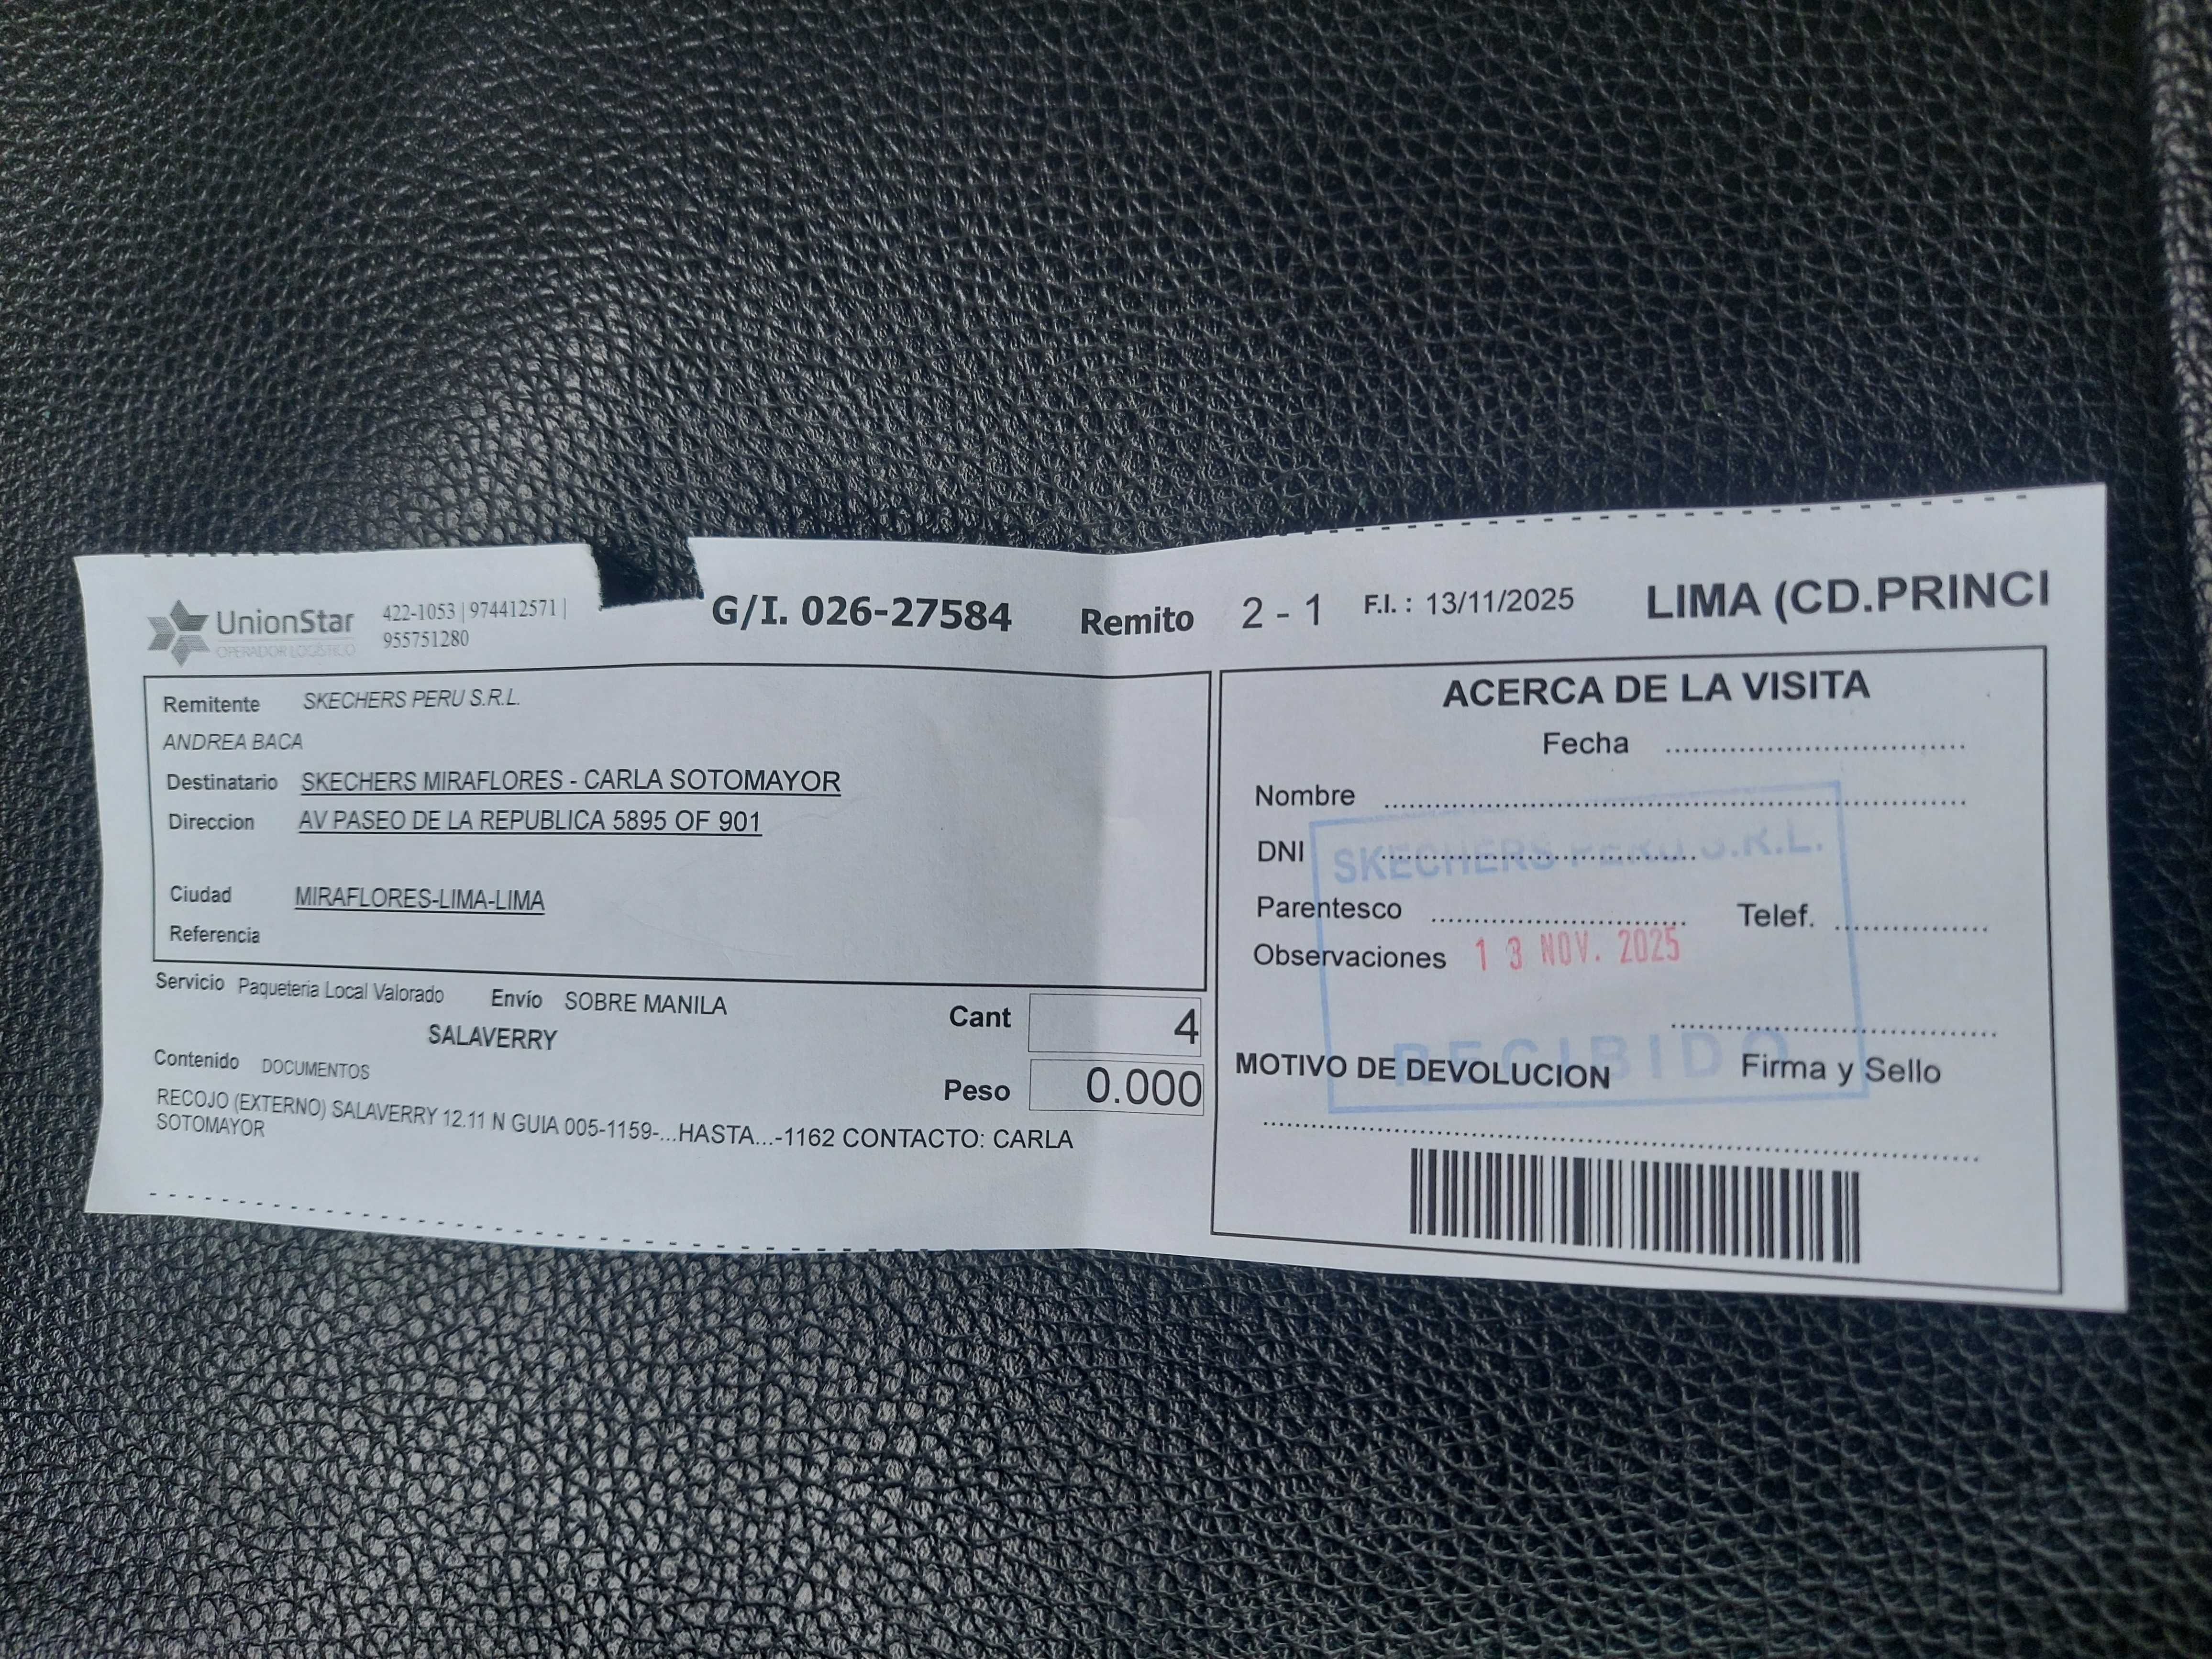 UnionStar
OPERADOR LOGÍSTICO
422-1053 | 974412571 |
955751280
G/I. 026-27584 Remito 2 - 1 F.I. : 13/11/2025 LIMA (CD.PRINCI
Remitente SKECHERS PERU S.R.L.
ANDREA BACA
Destinatario SKECHERS MIRAFLORES - CARLA SOTOMAYOR
Direccion AV PASEO DE LA REPUBLICA 5895 OF 901
Ciudad MIRAFLORES-LIMA-LIMA
Referencia
Servicio Paqueteria Local Valorado Envío SOBRE MANILA
SALAVERRY
Cant 4
Contenido DOCUMENTOS
Peso 0.000
RECOJO (EXTERNO) SALAVERRY 12.11 N GUIA 005-1159-...HASTA...-1162 CONTACTO: CARLA
SOTOMAYOR
ACERCA DE LA VISITA
Fecha
Nombre
DNI
SKECHERS PERU S.R.L.
Parentesco Telef.
Observaciones
13 NOV. 2025
RECIBIDO
MOTIVO DE DEVOLUCION Firma y Sello